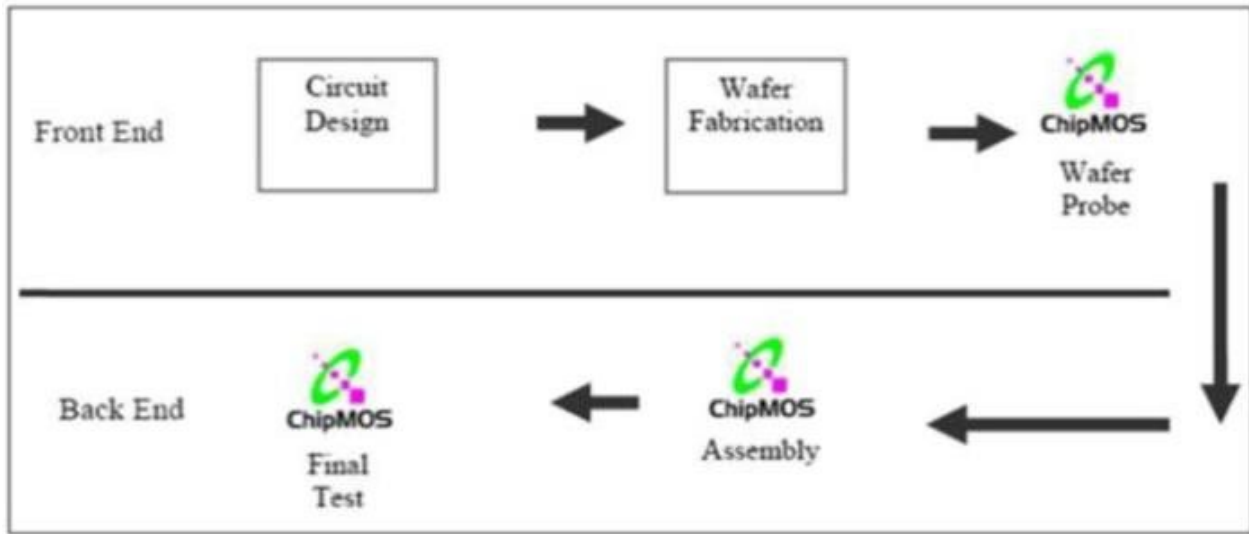 Front End
Circuit
Design
Wafer
Fabrication
ChipMOS
Wafer
Probe
Back End
ChipMOS
Final
Test
ChipMOS
Assembly